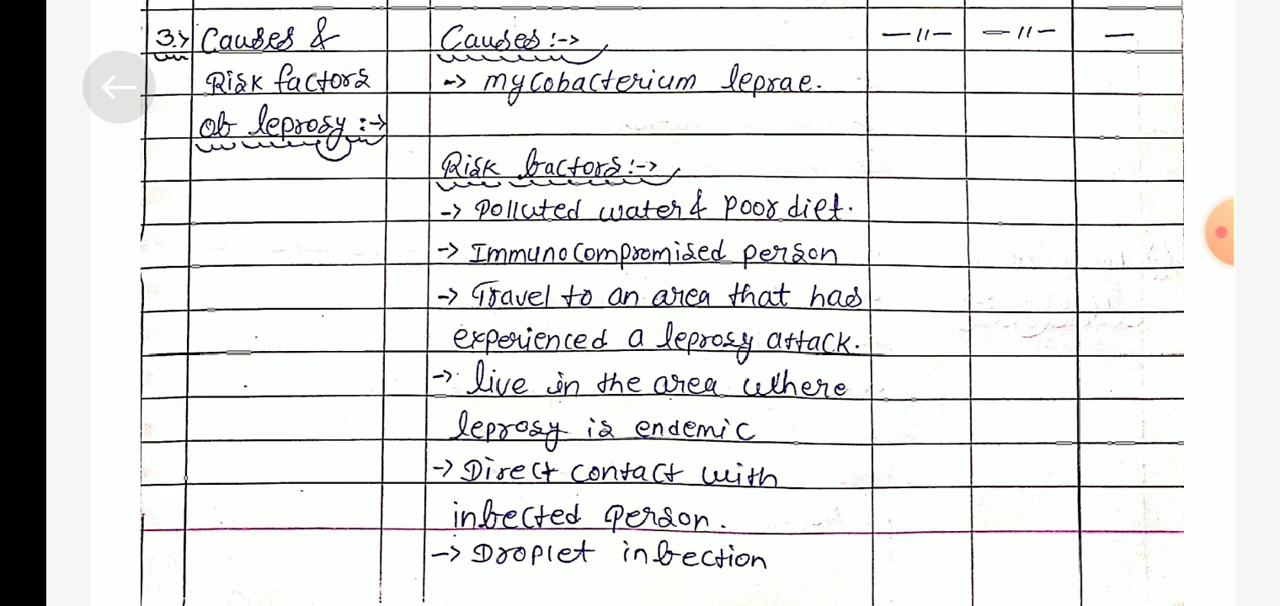 3.> Causes &
Risk factors
of leprosy :->
Causes :->
-> mycobacterium leprae.
Risk factors :->
-> Polluted water & poor diet.
-> Immunocompromised person
-> Travel to an area that has
experienced a leprosy attack.
-> live in the area where
leprosy is endemic
-> Direct contact with
infected person.
-> Droplet infection
—〃— —〃— —